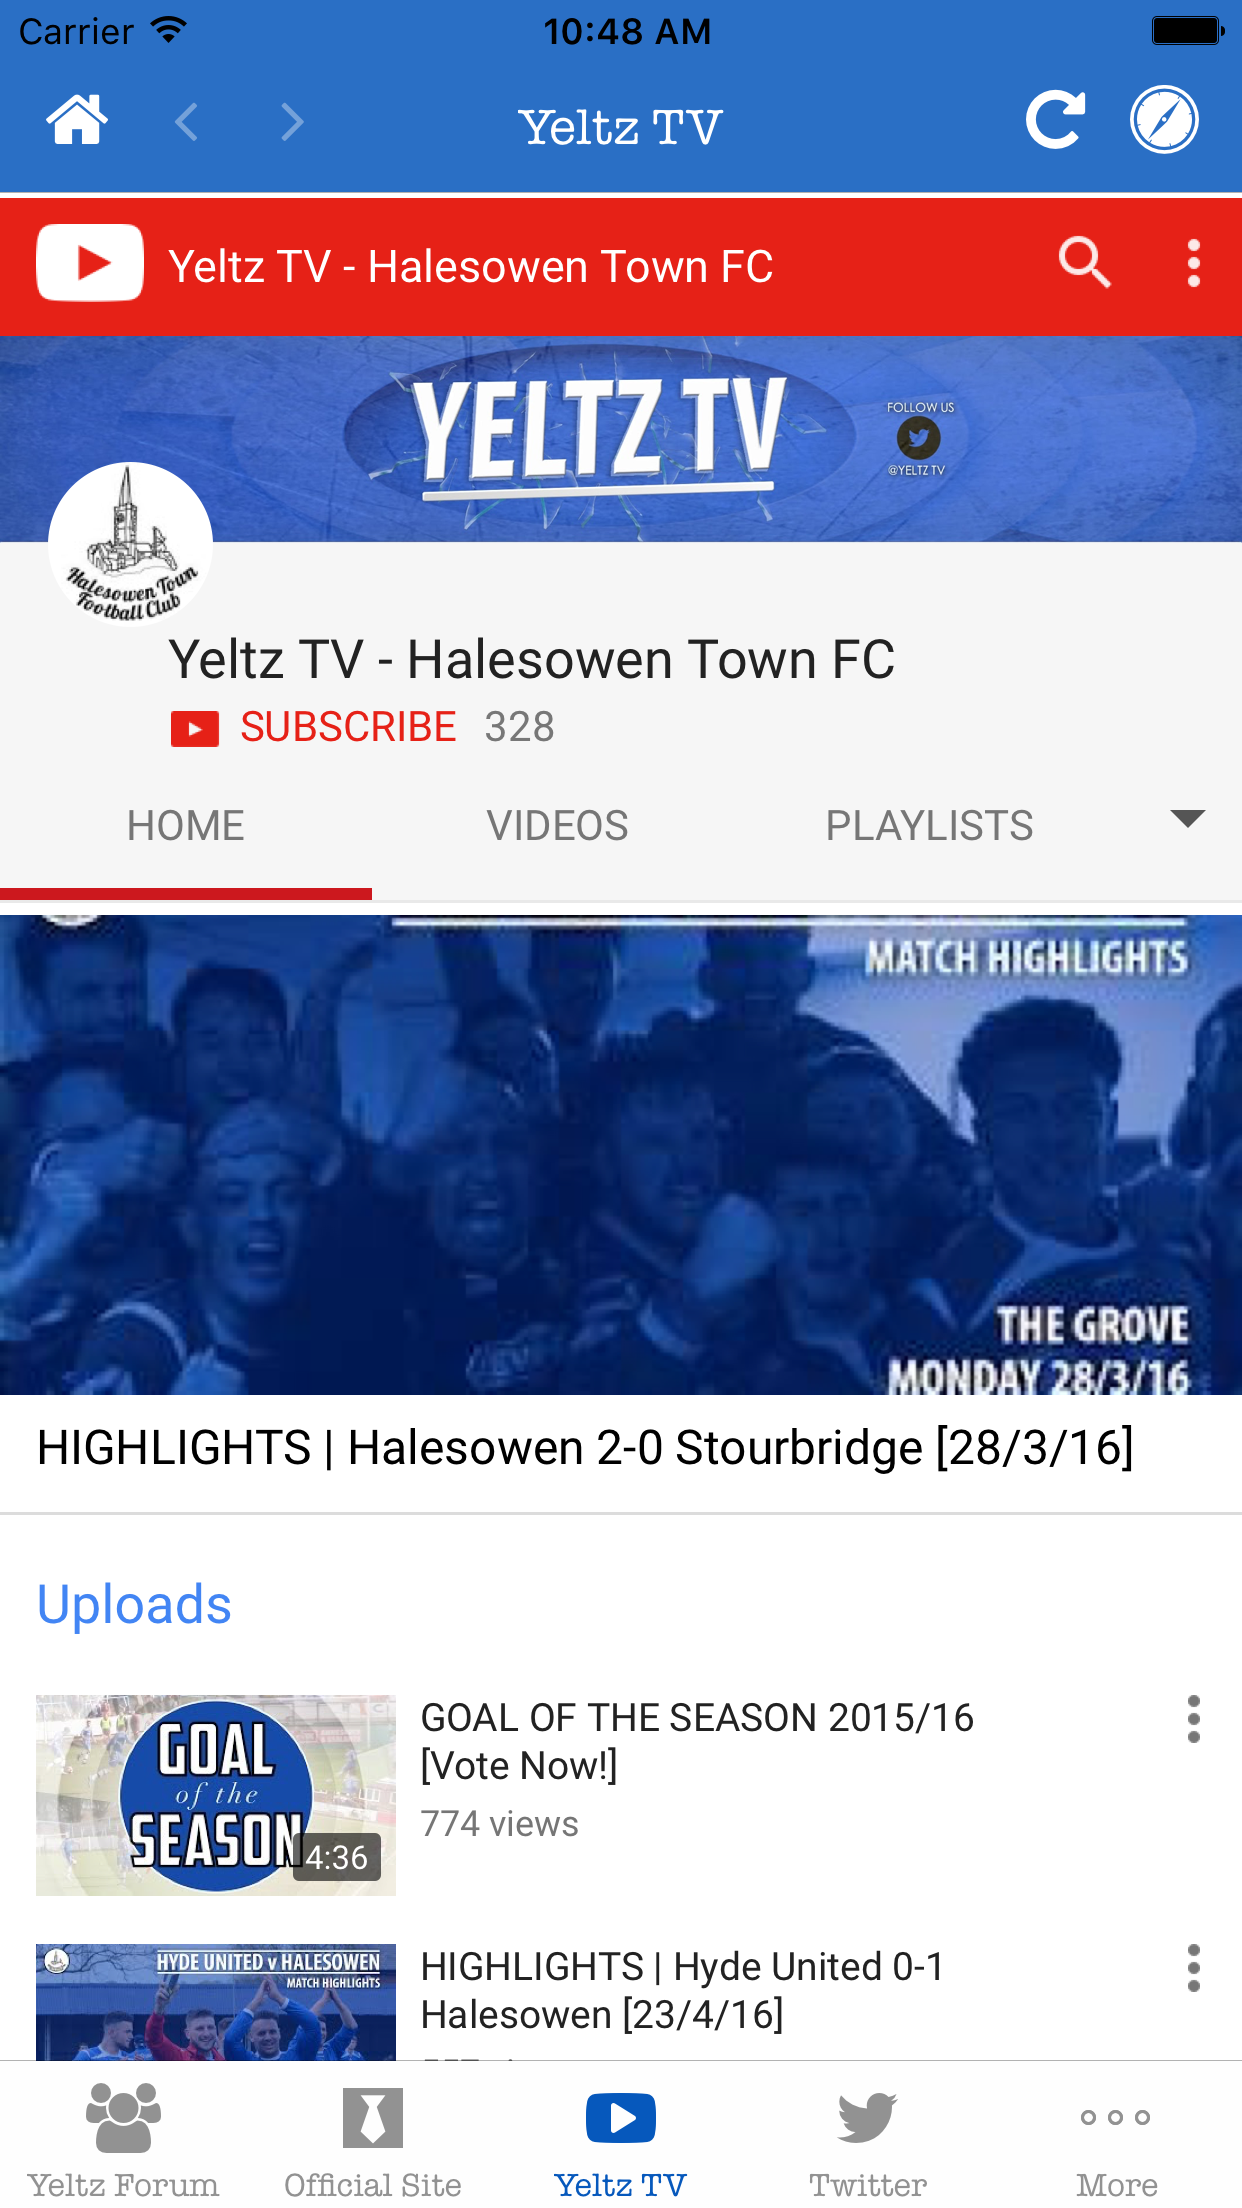 Carrier 10:48 AM
Yeltz TV
Yeltz TV - Halesowen Town FC
YELTZ TV
FOLLOW US
@YELTZ TV
Halesowen Town
Football Club
Yeltz TV - Halesowen Town FC
SUBSCRIBE 328
HOME VIDEOS PLAYLISTS
MATCH HIGHLIGHTS
THE GROVE
MONDAY 28/3/16
HIGHLIGHTS | Halesowen 2-0 Stourbridge [28/3/16]
Uploads
GOAL
of the
SEASON
4:36
GOAL OF THE SEASON 2015/16
[Vote Now!]
774 views
HYDE UNITED v HALESOWEN
MATCH HIGHLIGHTS
HIGHLIGHTS | Hyde United 0-1
Halesowen [23/4/16]
Yeltz Forum Official Site Yeltz TV Twitter More